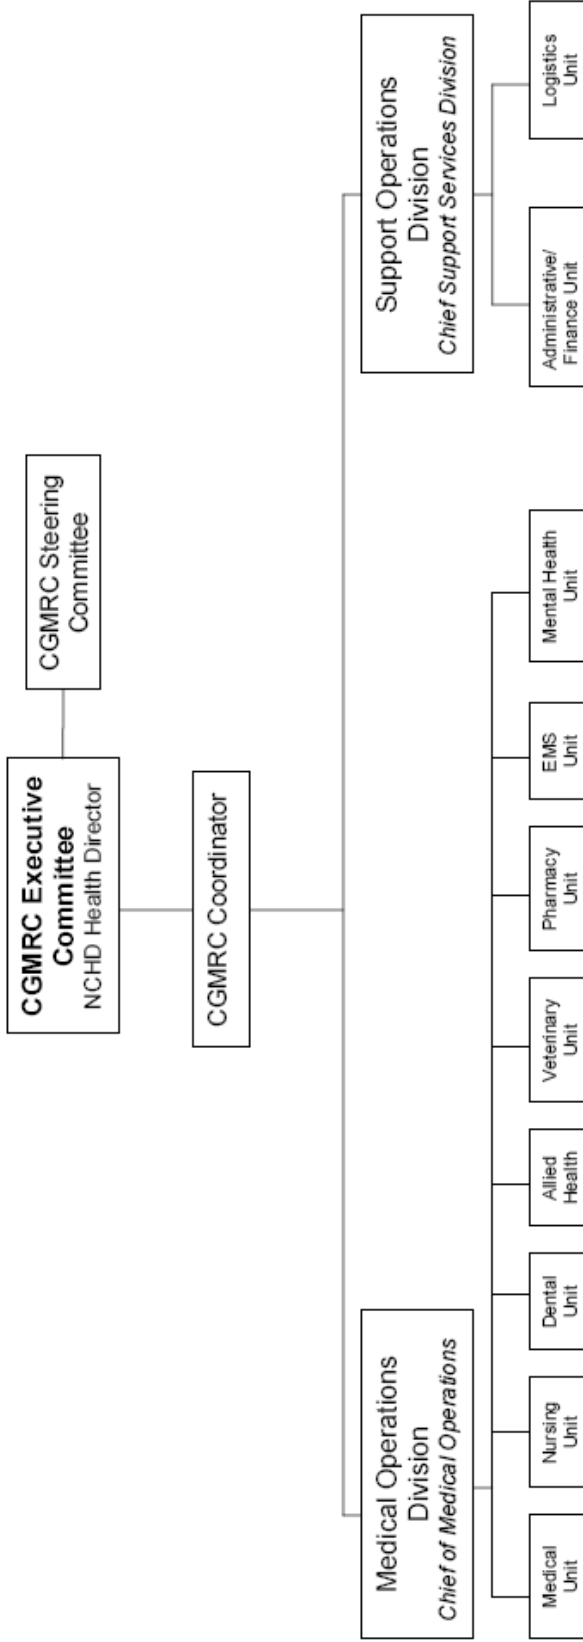 CGMRC Executive
Committee
NCHD Health Director
CGMRC Steering
Committee
CGMRC Coordinator
Medical Operations
Division
Chief of Medical Operations
Support Operations
Division
Chief Support Services Division
Medical
Unit
Nursing
Unit
Dental
Unit
Allied
Health
Veterinary
Unit
Pharmacy
Unit
EMS
Unit
Mental Health
Unit
Administrative/
Finance Unit
Logistics
Unit